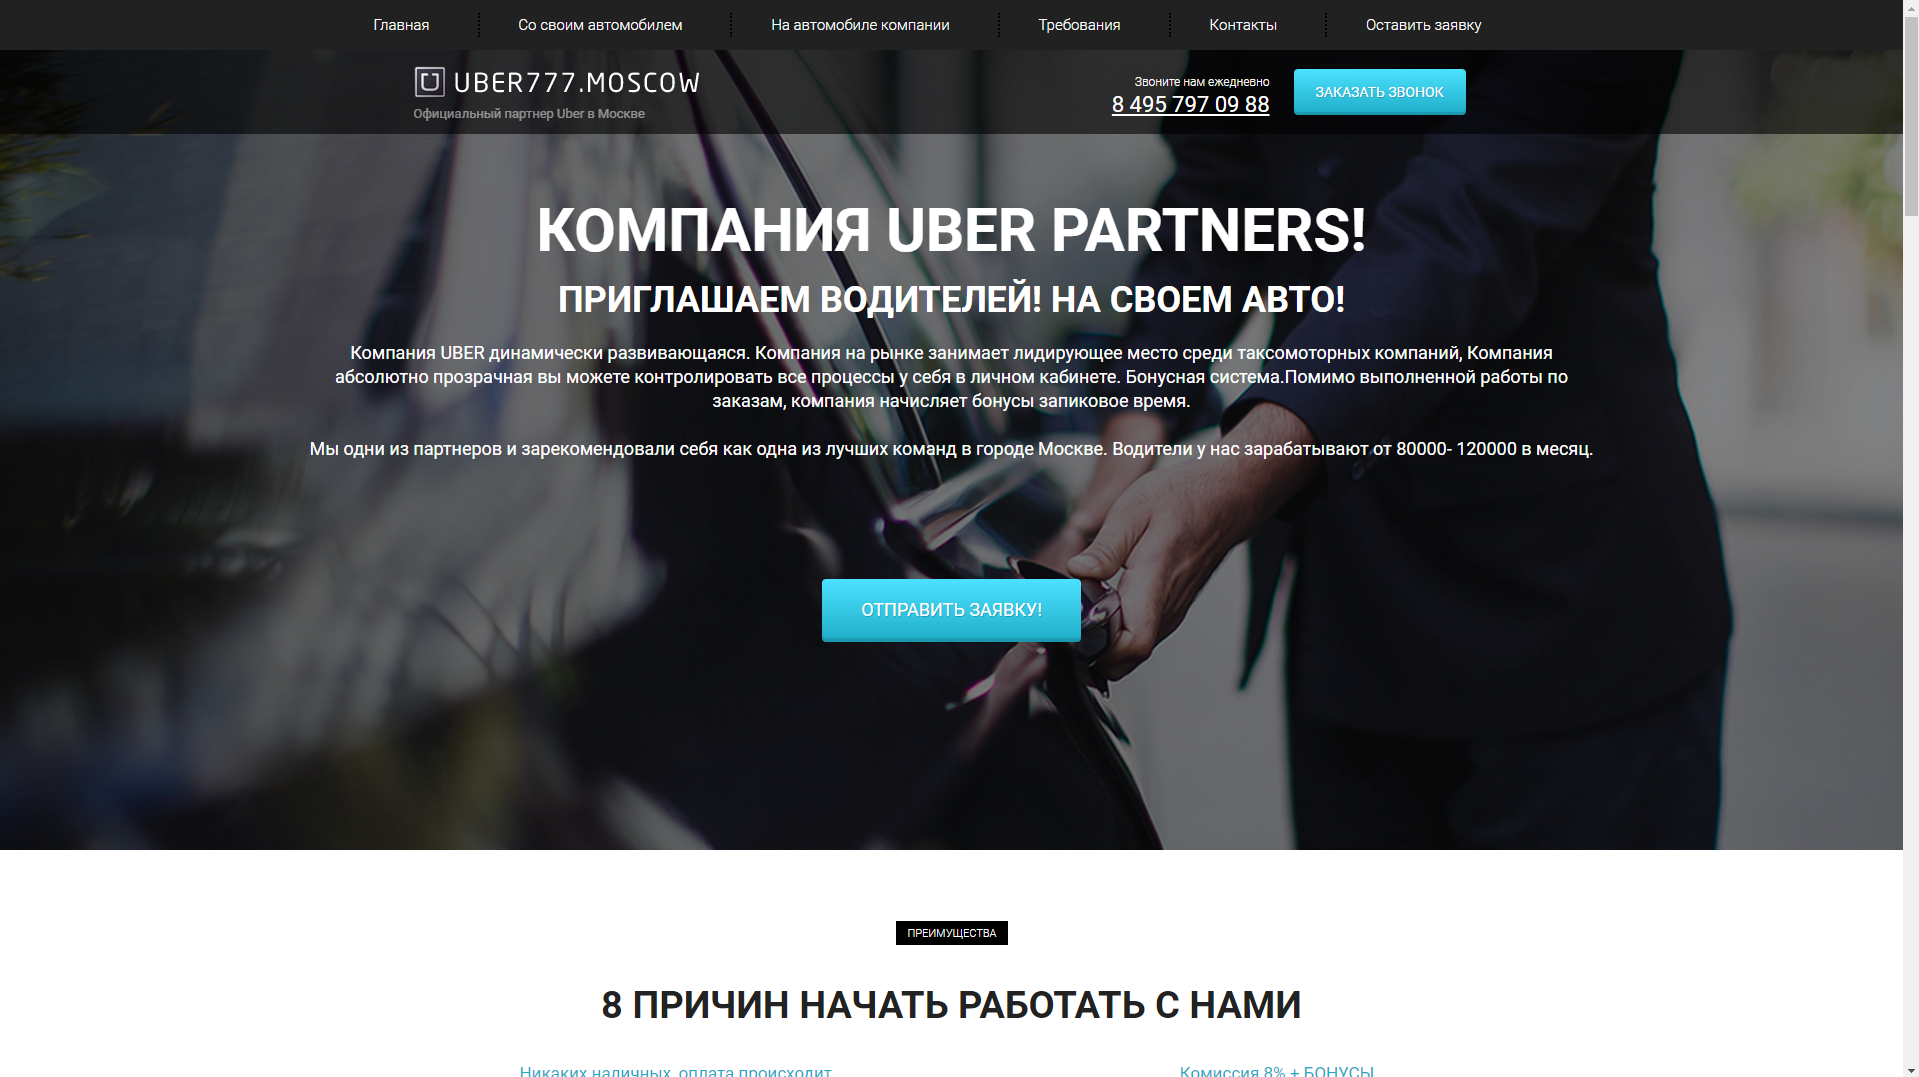 Главная
Со своим автомобилем
На автомобиле компании
Требования
Контакты
Оставить заявку
UBER777.MOSCOW
Официальный партнер Uber в Москве
Звоните нам ежедневно
8 495 797 09 88
ЗАКАЗАТЬ ЗВОНОК
КОМПАНИЯ UBER PARTNERS!
ПРИГЛАШАЕМ ВОДИТЕЛЕЙ! НА СВОЕМ АВТО!
Компания UBER динамически развивающаяся. Компания на рынке занимает лидирующее место среди таксомоторных компаний, Компания
абсолютно прозрачная вы можете контролировать все процессы у себя в личном кабинете. Бонусная система.Помимо выполненной работы по
заказам, компания начисляет бонусы запиковое время.
Мы одни из партнеров и зарекомендовали себя как одна из лучших команд в городе Москве. Водители у нас зарабатывают от 80000- 120000 в месяц.
ОТПРАВИТЬ ЗАЯВКУ!
ПРЕИМУЩЕСТВА
8 ПРИЧИН НАЧАТЬ РАБОТАТЬ С НАМИ
Никаких наличных, оплата происходит
Комиссия 8% + БОНУСЫ